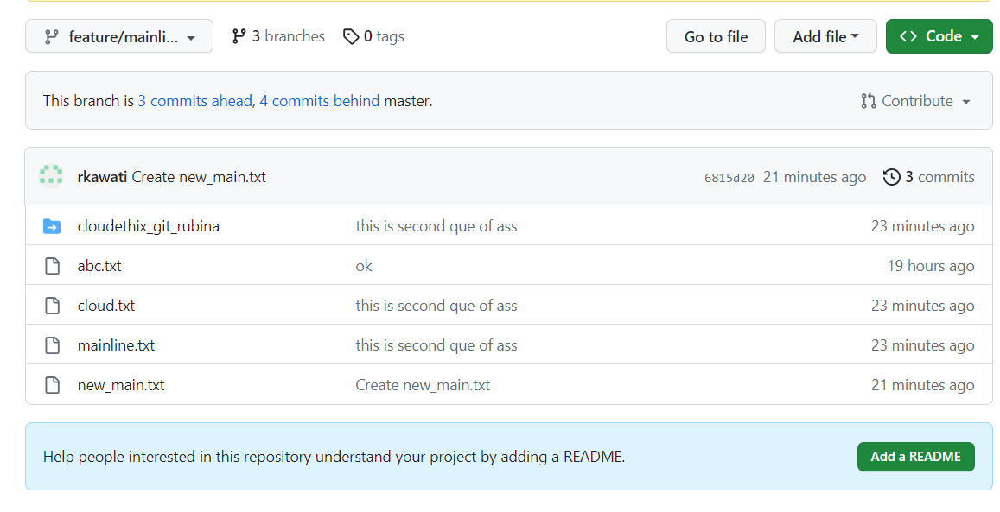 feature/mainli... 3 branches 0 tags Go to file Add file Code
This branch is 3 commits ahead, 4 commits behind master. Contribute
rkawati Create new_main.txt 6815d20 21 minutes ago 3 commits
cloudethix_git_rubina this is second que of ass 23 minutes ago
abc.txt ok 19 hours ago
cloud.txt this is second que of ass 23 minutes ago
mainline.txt this is second que of ass 23 minutes ago
new_main.txt Create new_main.txt 21 minutes ago
Help people interested in this repository understand your project by adding a README. Add a README